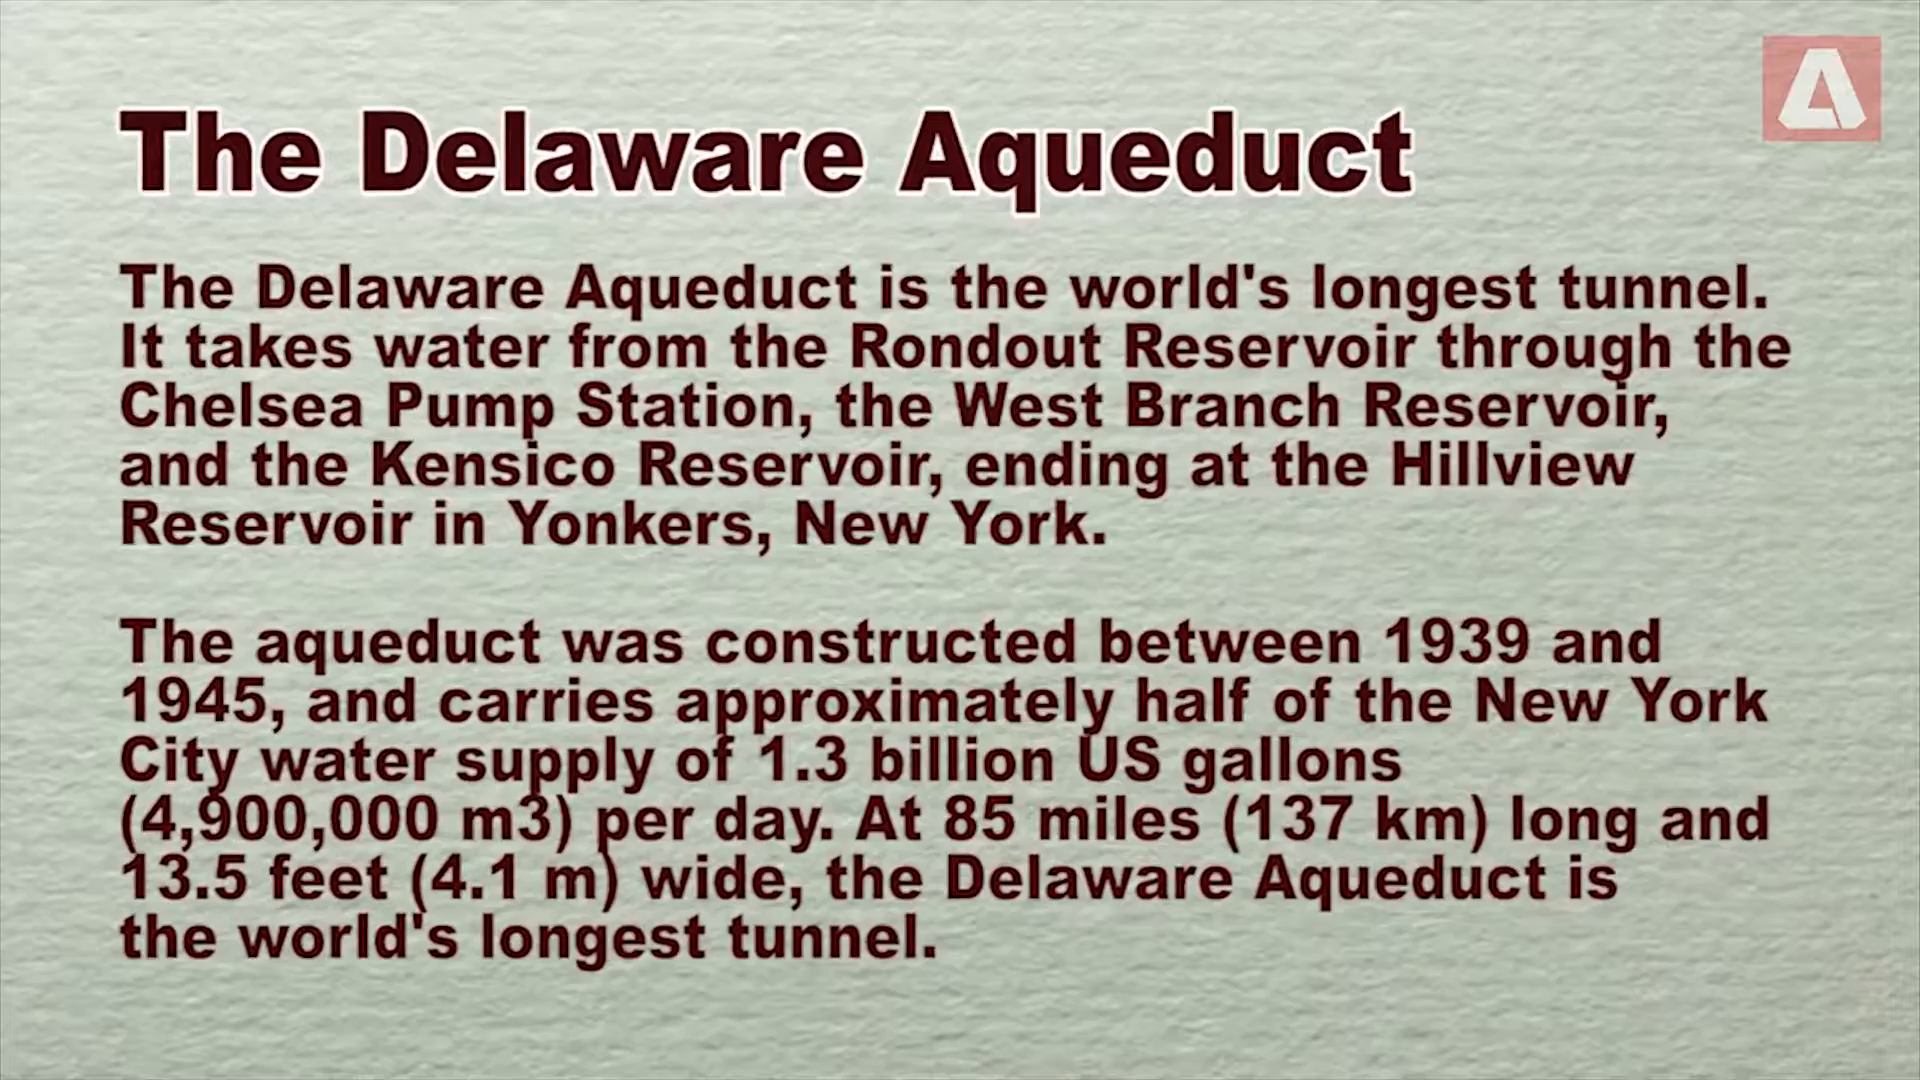 The Delaware Aqueduct
The Delaware Aqueduct is the world's longest tunnel.
It takes water from the Rondout Reservoir through the
Chelsea Pump Station, the West Branch Reservoir,
and the Kensico Reservoir, ending at the Hillview
Reservoir in Yonkers, New York.
The aqueduct was constructed between 1939 and
1945, and carries approximately half of the New York
City water supply of 1.3 billion US gallons
(4,900,000 m3) per day. At 85 miles (137 km) long and
13.5 feet (4.1 m) wide, the Delaware Aqueduct is
the world's longest tunnel.